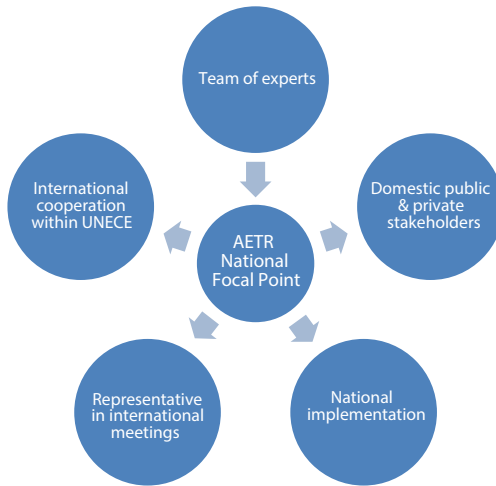 Team of experts
International
cooperation
within UNECE
Domestic public
& private
stakeholders
AETR
National
Focal Point
Representative
in international
meetings
National
implementation